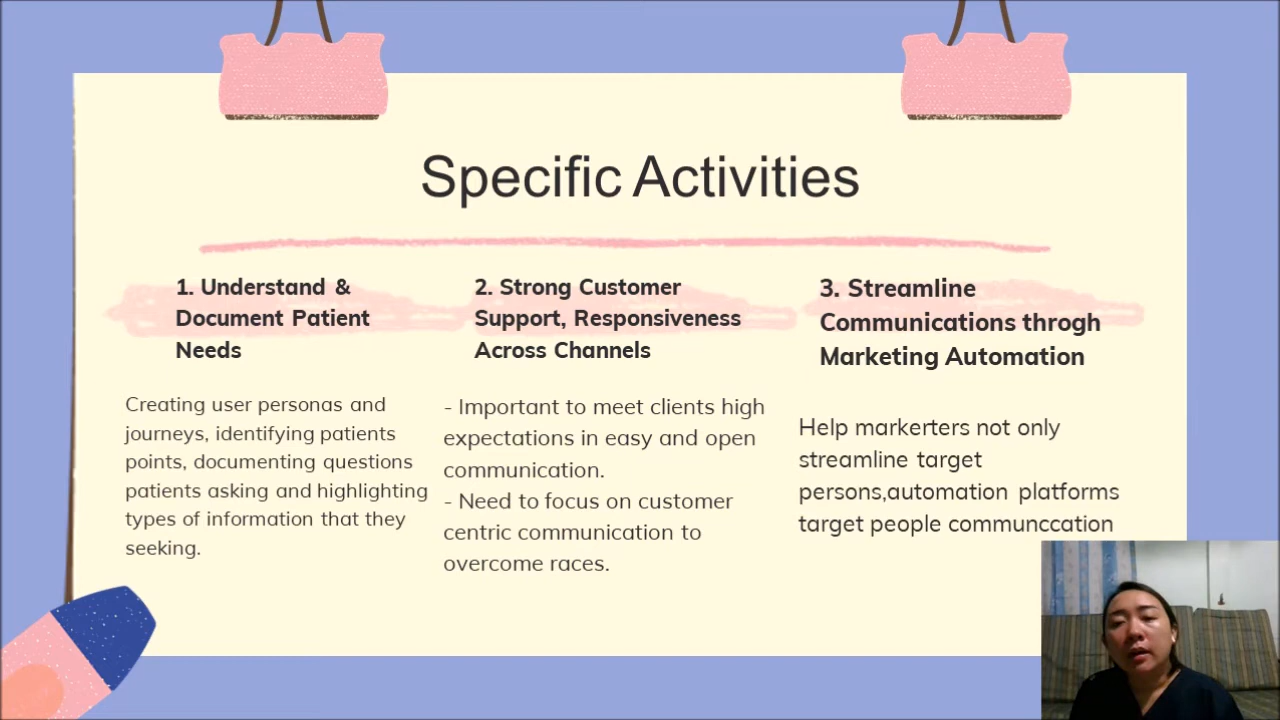 Specific Activities
1. Understand &
Document Patient
Needs
Creating user personas and
journeys, identifying patients
points, documenting questions
patients asking and highlighting
types of information that they
seeking.
2. Strong Customer
Support, Responsiveness
Across Channels
- Important to meet clients high
expectations in easy and open
communication.
- Need to focus on customer
centric communication to
overcome races.
3. Streamline
Communications throgh
Marketing Automation
Help markerters not only
streamline target
persons,automation platforms
target people communccation